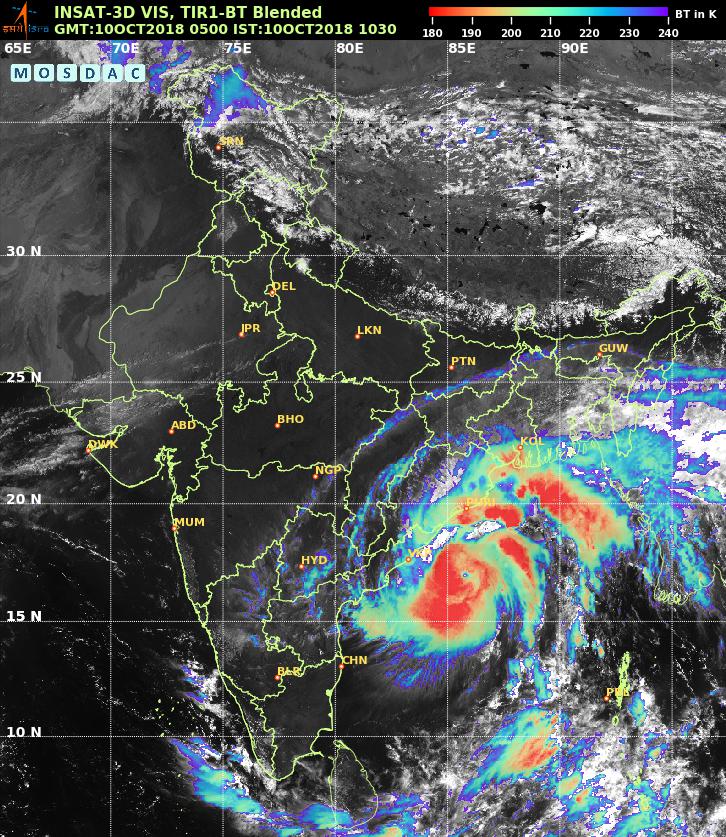 INSAT-3D VIS, TIR1-BT Blended
GMT:10OCT2018 0500 IST:10OCT2018 1030
BT in K
180 190 200 210 220 230 240
65E 70E 75E 80E 85E 90E
MOSDAC
SRN
30 N
DEL
JPR
LKN
GUW
PTN
25 N
ABD
BHO
DWK
KOL
NGP
20 N
PURI
MUM
HYD
15 N
CHN
BLR
10 N